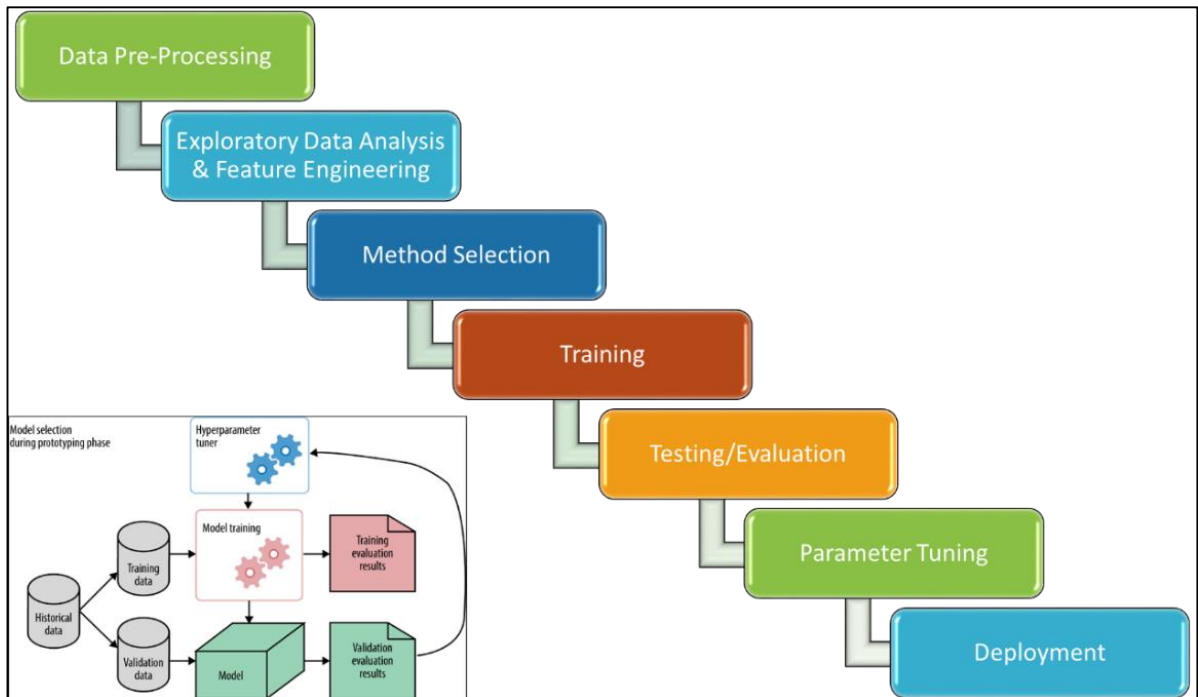 Data Pre-Processing
Exploratory Data Analysis
& Feature Engineering
Method Selection
Training
Testing/Evaluation
Parameter Tuning
Deployment
Model selection
during prototyping phase
Hyperparameter
tuner
Model training
Training
evaluation
results
Training
data
Historical
data
Validation
data
Model
Validation
evaluation
results